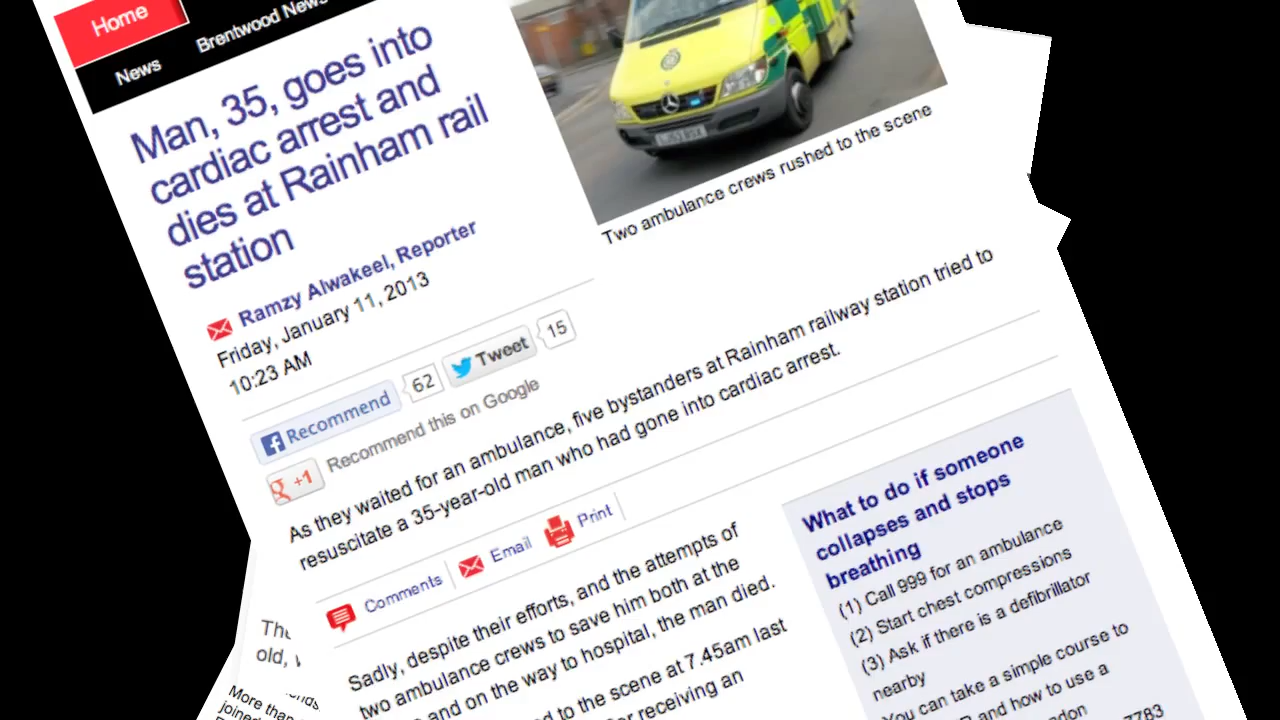 Home
News
Brentwood News
Man, 35, goes into
cardiac arrest and
dies at Rainham rail
station
Ramzy Alwakeel, Reporter
Friday, January 11, 2013
10:23 AM
Two ambulance crews rushed to the scene
Recommend
62
Tweet
15
+1
Recommend this on Google
As they waited for an ambulance, five bystanders at Rainham railway station tried to
resuscitate a 35-year-old man who had gone into cardiac arrest.
Comments
Email
Print
Sadly, despite their efforts, and the attempts of
two ambulance crews to save him both at the
and on the way to hospital, the man died.
to the scene at 7.45am last
receiving an
What to do if someone
collapses and stops
breathing
(1) Call 999 for an ambulance
(2) Start chest compressions
(3) Ask if there is a defibrillator
nearby
You can take a simple course to
and how to use a
7783
old,
More than